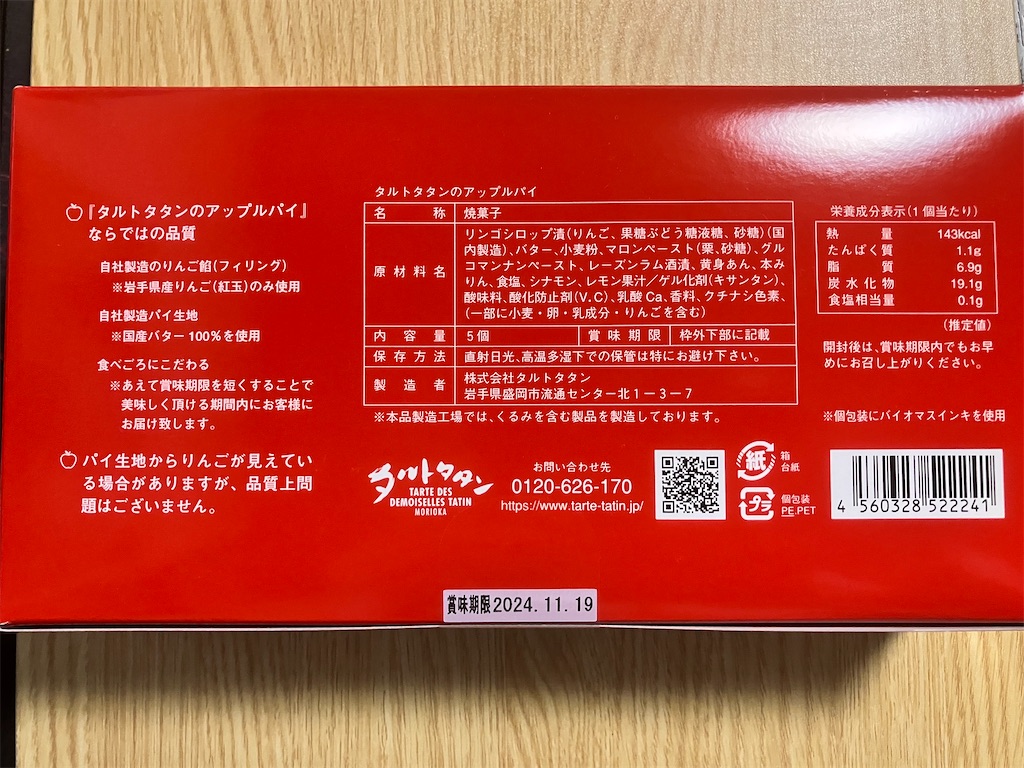 『タルトタタンのアップルパイ』
ならではの品質
自社製造のりんご餡(フィリング)
※岩手県産りんご(紅玉)のみ使用
自社製造パイ生地
※国産バター100%を使用
食べごろにこだわる
※あえて賞味期限を短くすることで
美味しく頂ける期間内にお客様に
お届け致します。
パイ生地からりんごが見えてい
る場合がありますが、品質上問
題はございません。
タルトタタンのアップルパイ
名称 焼菓子
原材料名 リンゴシロップ漬(りんご、果糖ぶどう糖液糖、砂糖)(国
内製造)、バター、小麦粉、マロンペースト(栗、砂糖)、グル
コマンナンペースト、レーズンラム酒漬、黄身あん、本み
りん、食塩、シナモン、レモン果汁/ゲル化剤(キサンタン)、
酸味料、酸化防止剤(V.C)、乳酸Ca、香料、クチナシ色素、
(一部に小麦・卵・乳成分・りんごを含む)
内容量 5個 賞味期限 枠外下部に記載
保存方法 直射日光、高温多湿下での保管は特にお避け下さい。
製造者 株式会社タルトタタン
岩手県盛岡市流通センター北1-3-7
※本品製造工場では、くるみを含む製品を製造しております。
タルトタタン
TARTE DES
DEMOISELLES TATIN
MORIOKA
お問い合わせ先
0120-626-170
https://www.tarte-tatin.jp/
紙
箱
台紙
プラ
個包装
PE.PET
栄養成分表示(1個当たり)
熱量 143kcal
たんぱく質 1.1g
脂質 6.9g
炭水化物 19.1g
食塩相当量 0.1g
(推定値)
開封後は、賞味期限内でもお早
めにお召し上がりください。
※個包装にバイオマスインキを使用
4 560328 522241
賞味期限2024.11.19